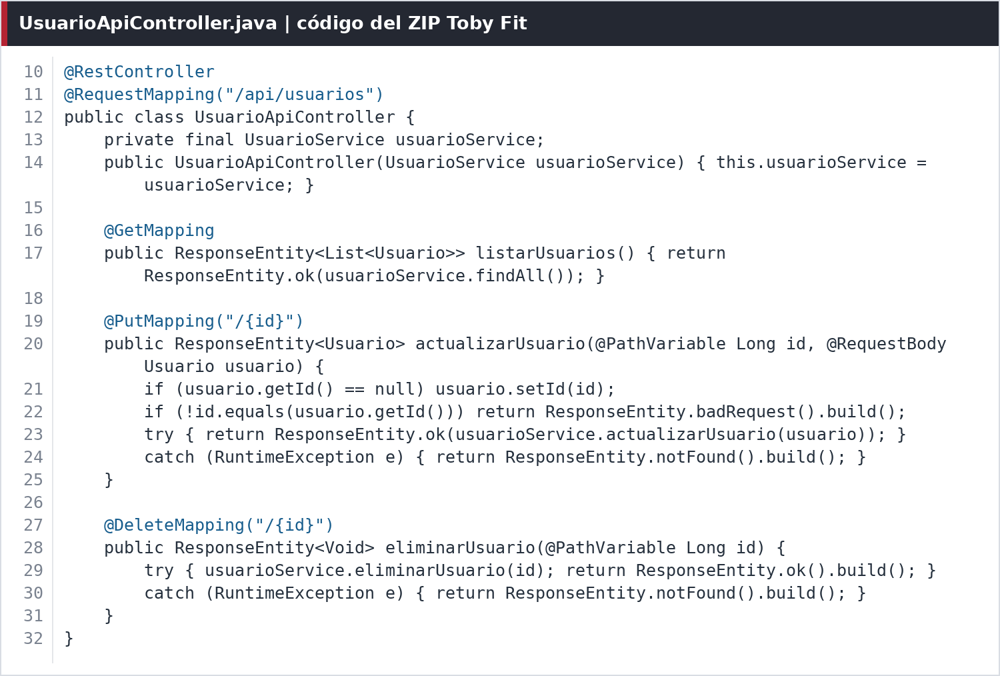 UsuarioApiController.java | código del ZIP Toby Fit
10 @RestController
11 @RequestMapping("/api/usuarios")
12 public class UsuarioApiController {
13     private final UsuarioService usuarioService;
14     public UsuarioApiController(UsuarioService usuarioService) { this.usuarioService =
            usuarioService; }
15
16     @GetMapping
17     public ResponseEntity<List<Usuario>> listarUsuarios() { return
            ResponseEntity.ok(usuarioService.findAll()); }
18
19     @PutMapping("/{id}")
20     public ResponseEntity<Usuario> actualizarUsuario(@PathVariable Long id, @RequestBody
            Usuario usuario) {
21         if (usuario.getId() == null) usuario.setId(id);
22         if (!id.equals(usuario.getId())) return ResponseEntity.badRequest().build();
23         try { return ResponseEntity.ok(usuarioService.actualizarUsuario(usuario)); }
24         catch (RuntimeException e) { return ResponseEntity.notFound().build(); }
25     }
26
27     @DeleteMapping("/{id}")
28     public ResponseEntity<Void> eliminarUsuario(@PathVariable Long id) {
29         try { usuarioService.eliminarUsuario(id); return ResponseEntity.ok().build(); }
30         catch (RuntimeException e) { return ResponseEntity.notFound().build(); }
31     }
32 }